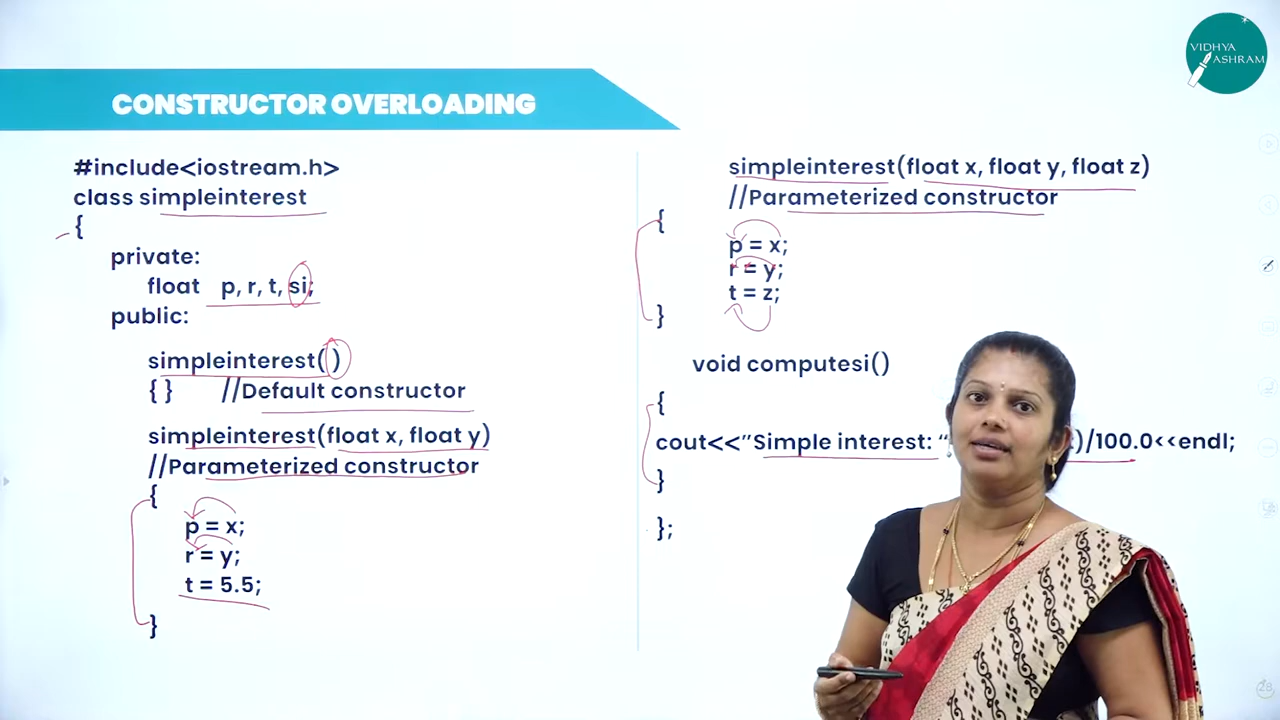 VIDHYA
ASHRAM
CONSTRUCTOR OVERLOADING
#include<iostream.h>
class simpleinterest
{
private:
float p, r, t, si;
public:
simpleinterest( )
{ } //Default constructor
simpleinterest(float x, float y)
//Parameterized constructor
{
p = x;
r = y;
t = 5.5;
}
simpleinterest(float x, float y, float z)
//Parameterized constructor
{
p = x;
r = y;
t = z;
}
void computesi()
{
cout<<"Simple interest: “ )/100.0<<endl;
}
};
28